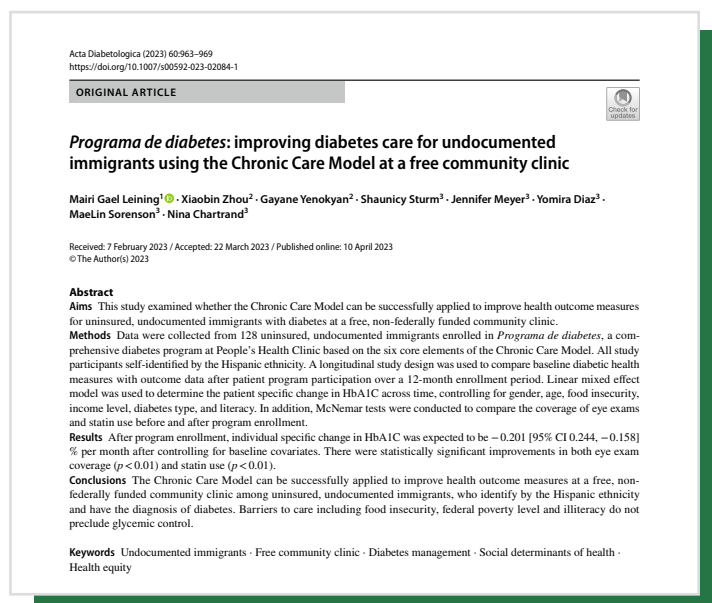 Acta Diabetologica (2023) 60:963–969
https://doi.org/10.1007/s00592-023-02084-1
ORIGINAL ARTICLE
Check for
updates
Programa de diabetes: improving diabetes care for undocumented
immigrants using the Chronic Care Model at a free community clinic
Mairi Gael Leining1 iD · Xiaobin Zhou2 · Gayane Yenokyan2 · Shaunicy Sturm3 · Jennifer Meyer3 · Yomira Diaz3 ·
MaeLin Sorenson3 · Nina Chartrand3
Received: 7 February 2023 / Accepted: 22 March 2023 / Published online: 10 April 2023
© The Author(s) 2023
Abstract
Aims This study examined whether the Chronic Care Model can be successfully applied to improve health outcome measures
for uninsured, undocumented immigrants with diabetes at a free, non-federally funded community clinic.
Methods Data were collected from 128 uninsured, undocumented immigrants enrolled in Programa de diabetes, a com-
prehensive diabetes program at People's Health Clinic based on the six core elements of the Chronic Care Model. All study
participants self-identified by the Hispanic ethnicity. A longitudinal study design was used to compare baseline diabetic health
measures with outcome data after patient program participation over a 12-month enrollment period. Linear mixed effect
model was used to determine the patient specific change in HbA1C across time, controlling for gender, age, food insecurity,
income level, diabetes type, and literacy. In addition, McNemar tests were conducted to compare the coverage of eye exams
and statin use before and after program enrollment.
Results After program enrollment, individual specific change in HbA1C was expected to be − 0.201 [95% CI 0.244, − 0.158]
% per month after controlling for baseline covariates. There were statistically significant improvements in both eye exam
coverage (p < 0.01) and statin use (p < 0.01).
Conclusions The Chronic Care Model can be successfully applied to improve health outcome measures at a free, non-
federally funded community clinic among uninsured, undocumented immigrants, who identify by the Hispanic ethnicity
and have the diagnosis of diabetes. Barriers to care including food insecurity, federal poverty level and illiteracy do not
preclude glycemic control.
Keywords Undocumented immigrants · Free community clinic · Diabetes management · Social determinants of health ·
Health equity